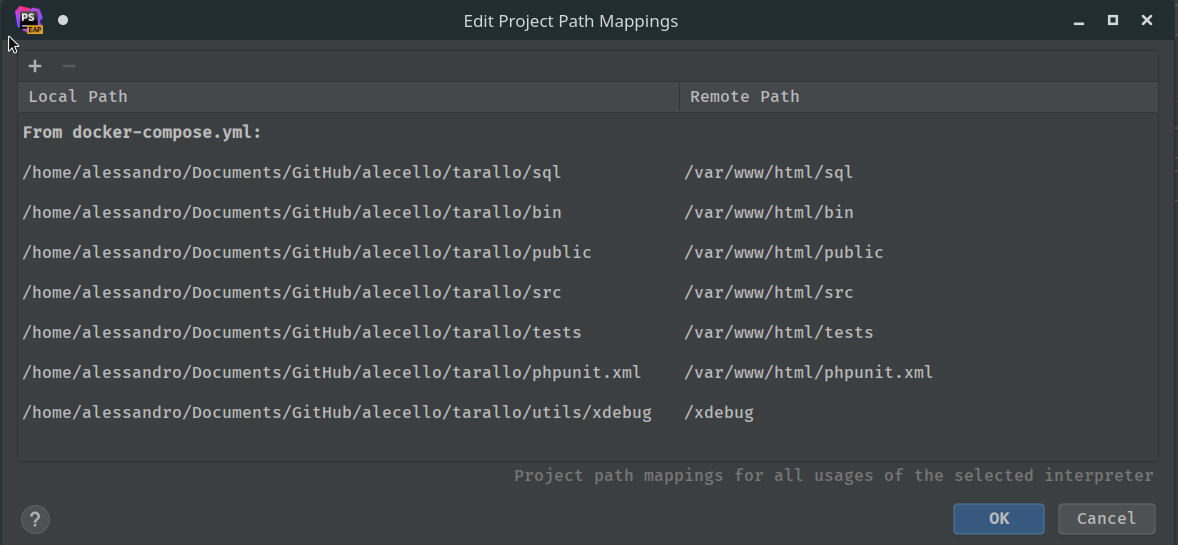 PS
EAP
Edit Project Path Mappings
Local Path Remote Path
From docker-compose.yml:
/home/alessandro/Documents/GitHub/alecello/tarallo/sql /var/www/html/sql
/home/alessandro/Documents/GitHub/alecello/tarallo/bin /var/www/html/bin
/home/alessandro/Documents/GitHub/alecello/tarallo/public /var/www/html/public
/home/alessandro/Documents/GitHub/alecello/tarallo/src /var/www/html/src
/home/alessandro/Documents/GitHub/alecello/tarallo/tests /var/www/html/tests
/home/alessandro/Documents/GitHub/alecello/tarallo/phpunit.xml /var/www/html/phpunit.xml
/home/alessandro/Documents/GitHub/alecello/tarallo/utils/xdebug /xdebug
Project path mappings for all usages of the selected interpreter
? OK Cancel